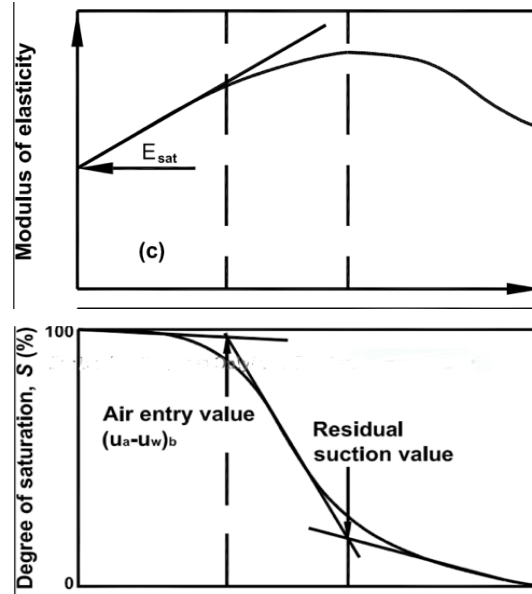 Modulus of elasticity
Esat
(c)
Degree of saturation, S (%)
100
Air entry value
(ua-uw)b
Residual
suction value
0